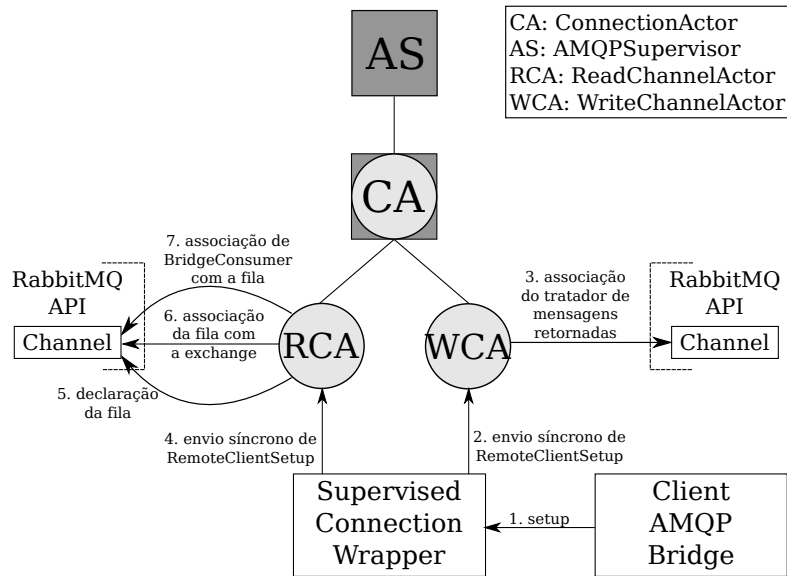 AS
CA: ConnectionActor
AS: AMQPSupervisor
RCA: ReadChannelActor
WCA: WriteChannelActor
CA
7. associação de
BridgeConsumer
com a fila
RabbitMQ
API
Channel
6. associação
da fila com
a exchange
5. declaração
da fila
RCA
WCA
3. associação
do tratador de
mensagens
retornadas
RabbitMQ
API
Channel
4. envio síncrono de
RemoteClientSetup
2. envio síncrono de
RemoteClientSetup
Supervised
Connection
Wrapper
1. setup
Client
AMQP
Bridge